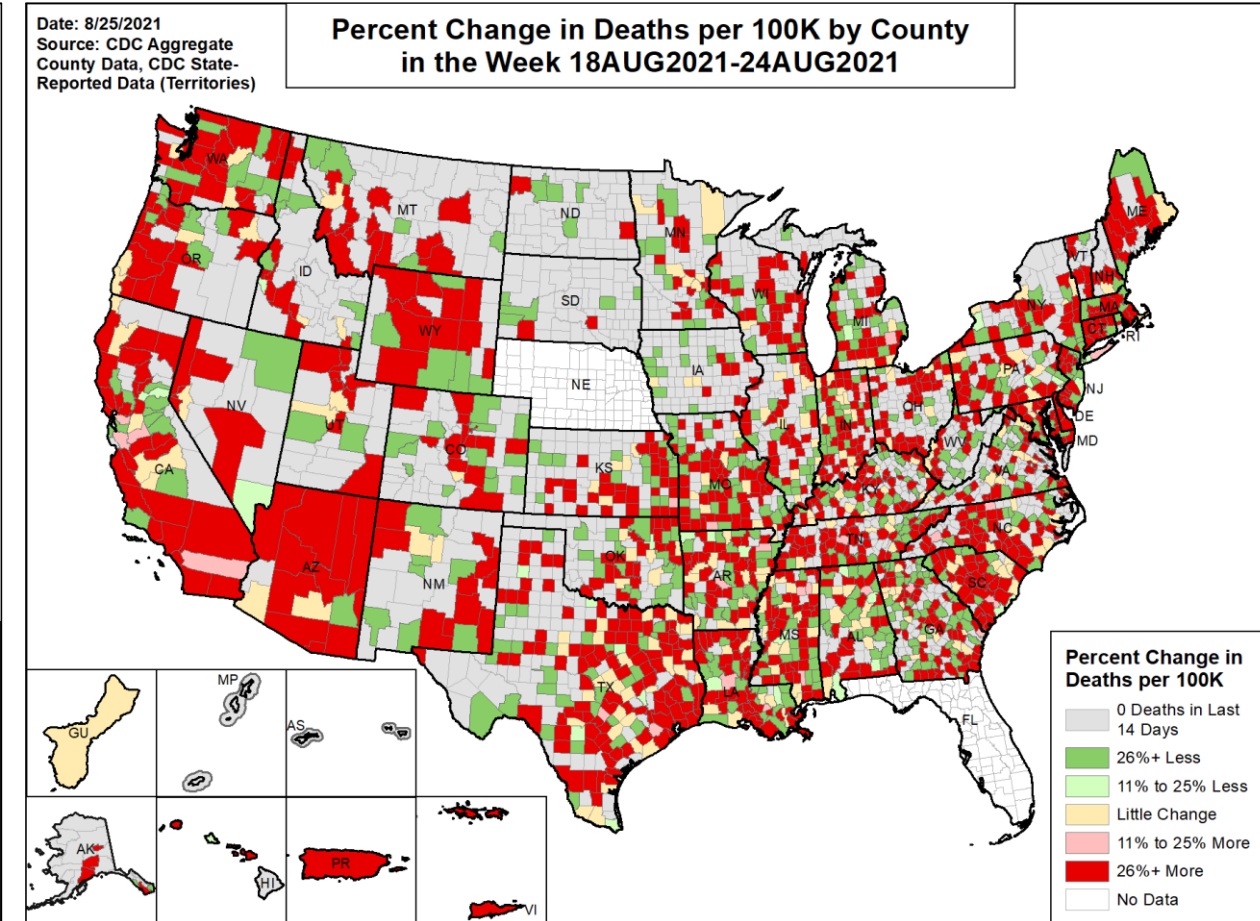 Date: 8/25/2021
Source: CDC Aggregate
County Data, CDC State-
Reported Data (Territories)
Percent Change in Deaths per 100K by County
in the Week 18AUG2021-24AUG2021
WA
MT
ND
MN
ME
OR
ID
SD
WI
MI
VT
NH
NY
MA
CT
RI
WY
NE
IA
PA
NJ
NV
UT
CO
IL
IN
OH
DE
MD
WV
VA
CA
KS
MO
KY
AZ
NM
OK
AR
TN
NC
SC
TX
LA
MS
AL
GA
FL
GU
MP
AS
AK
HI
PR
VI
Percent Change in
Deaths per 100K
0 Deaths in Last
14 Days
26%+ Less
11% to 25% Less
Little Change
11% to 25% More
26%+ More
No Data